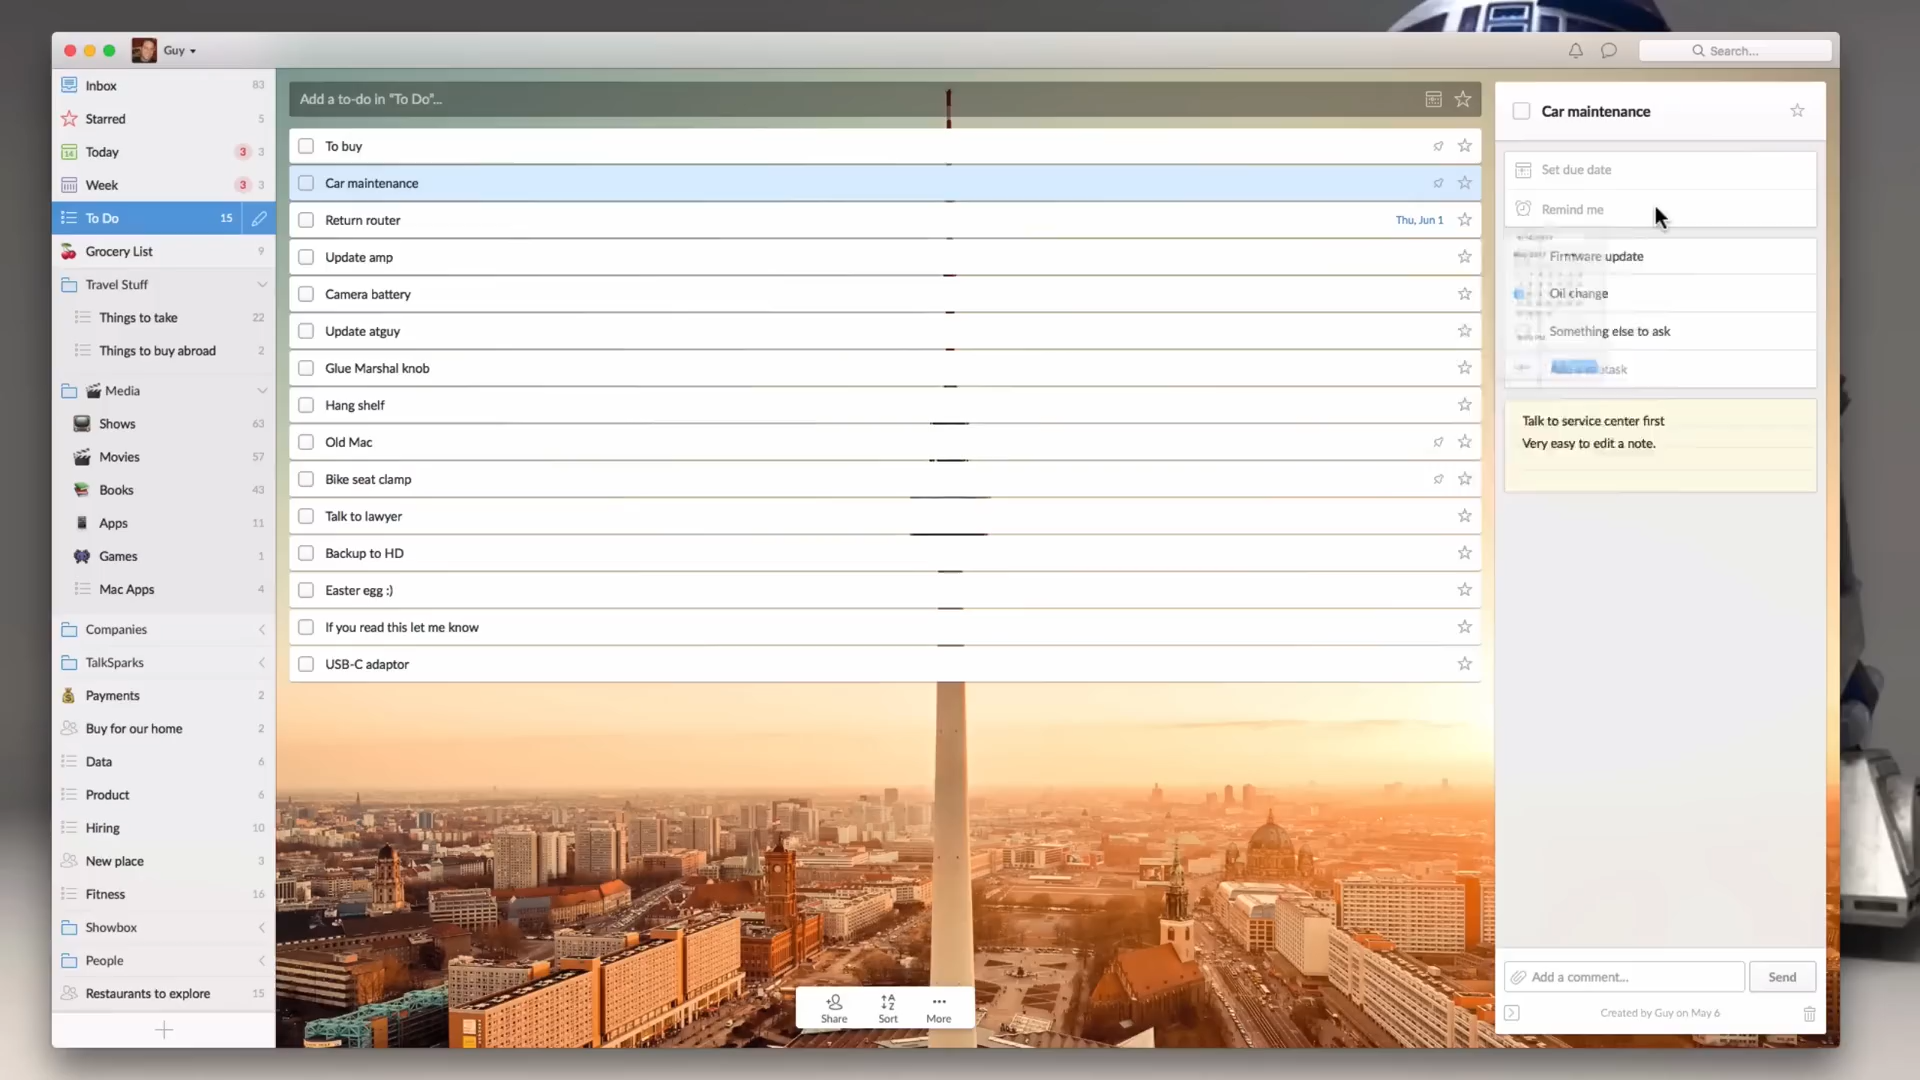 Guy
Search...
Inbox 83
Starred 5
Today 3 3
Week 3 3
To Do 15
Grocery List 9
Travel Stuff
Things to take 22
Things to buy abroad 2
Media
Shows 63
Movies 57
Books 43
Apps 11
Games 1
Mac Apps 4
Companies
TalkSparks
Payments 2
Buy for our home 2
Data 6
Product 6
Hiring 10
New place 3
Fitness 16
Showbox
People
Restaurants to explore 15
Add a to-do in "To Do"...
To buy
Car maintenance
Return router Thu, Jun 1
Update amp
Camera battery
Update atguy
Glue Marshal knob
Hang shelf
Old Mac
Bike seat clamp
Talk to lawyer
Backup to HD
Easter egg :)
If you read this let me know
USB-C adaptor
Share
Sort
More
Car maintenance
Set due date
Remind me
Firmware update
Oil change
Something else to ask
Talk to service center first
Very easy to edit a note.
Add a comment...
Send
Created by Guy on May 6